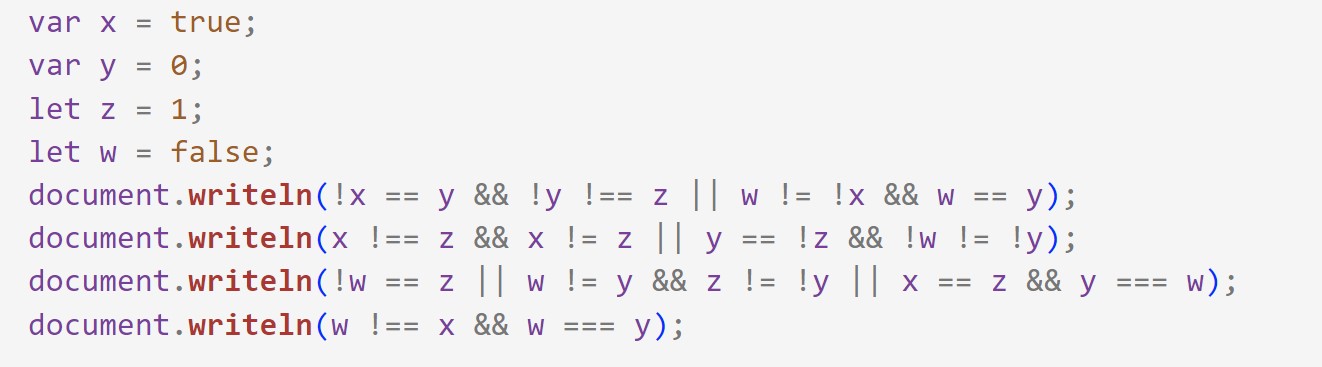 var x = true;
var y = 0;
let z = 1;
let w = false;
document.writeln(!x == y && !y !== z || w != !x && w == y);
document.writeln(x !== z && x != z || y == !z && !w != !y);
document.writeln(!w == z || w != y && z != !y || x == z && y === w);
document.writeln(w !== x && w === y);